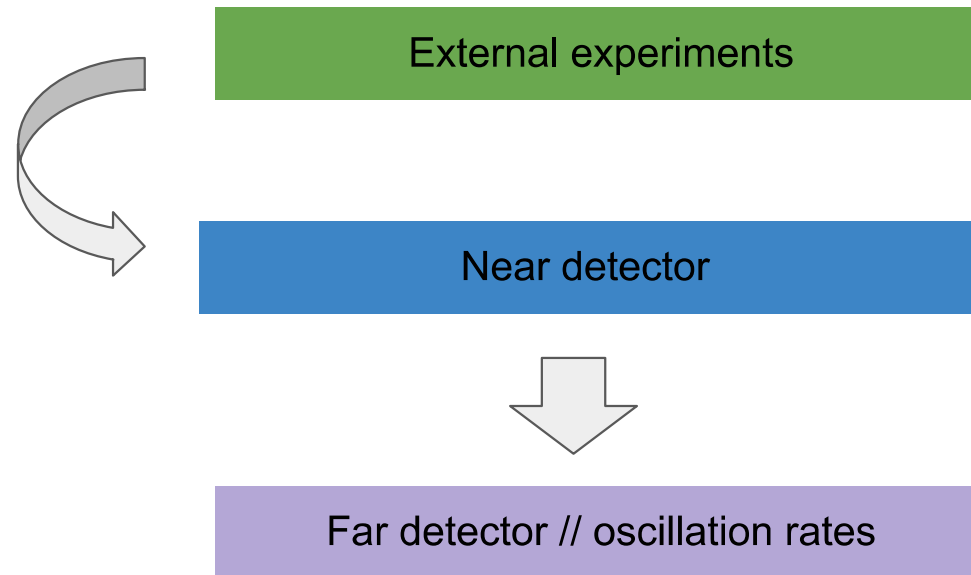 External experiments
Near detector
Far detector // oscillation rates